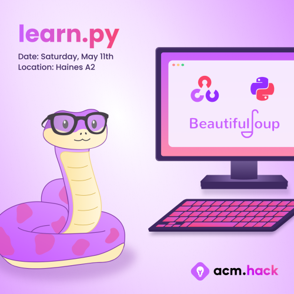 learn.py
Date: Saturday, May 11th
Location: Haines A2
BeautifulSoup
acm.hack